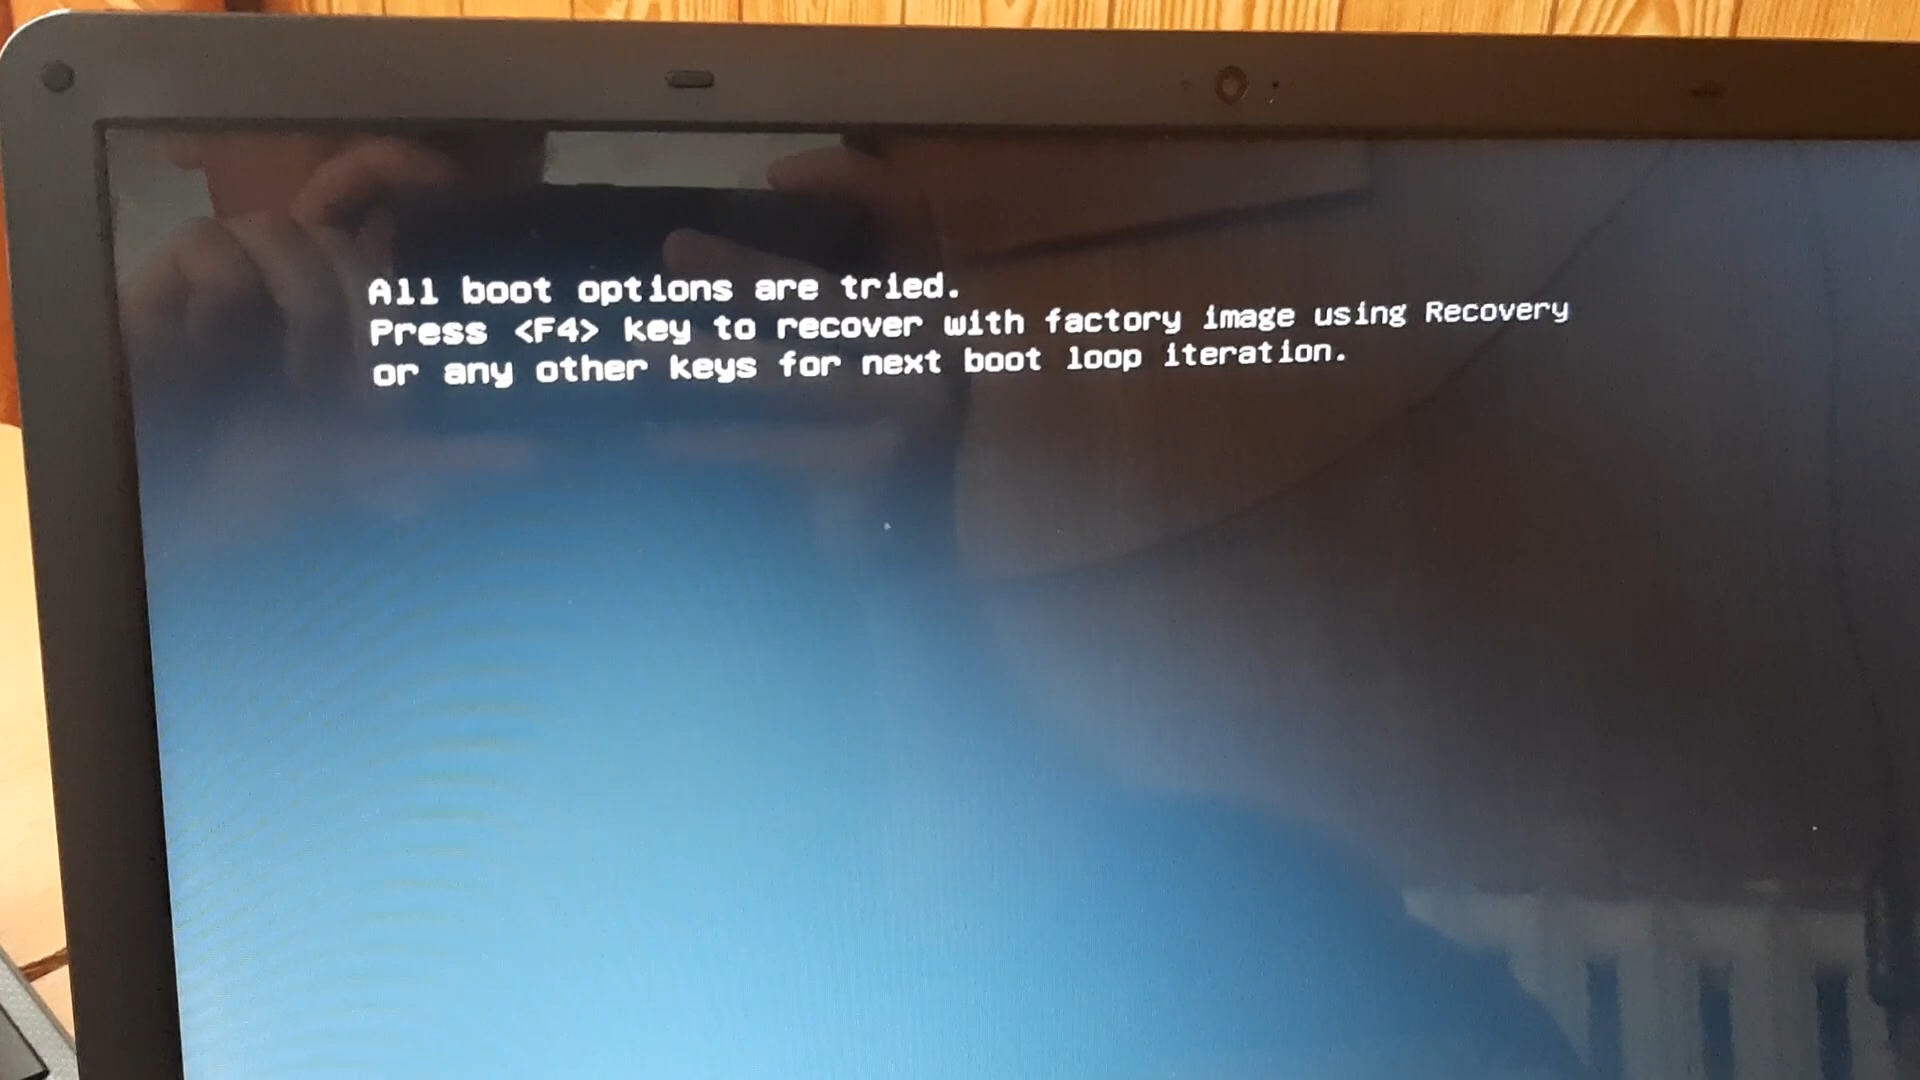 All boot options are tried.
Press <F4> key to recover with factory image using Recovery
or any other keys for next boot loop iteration.